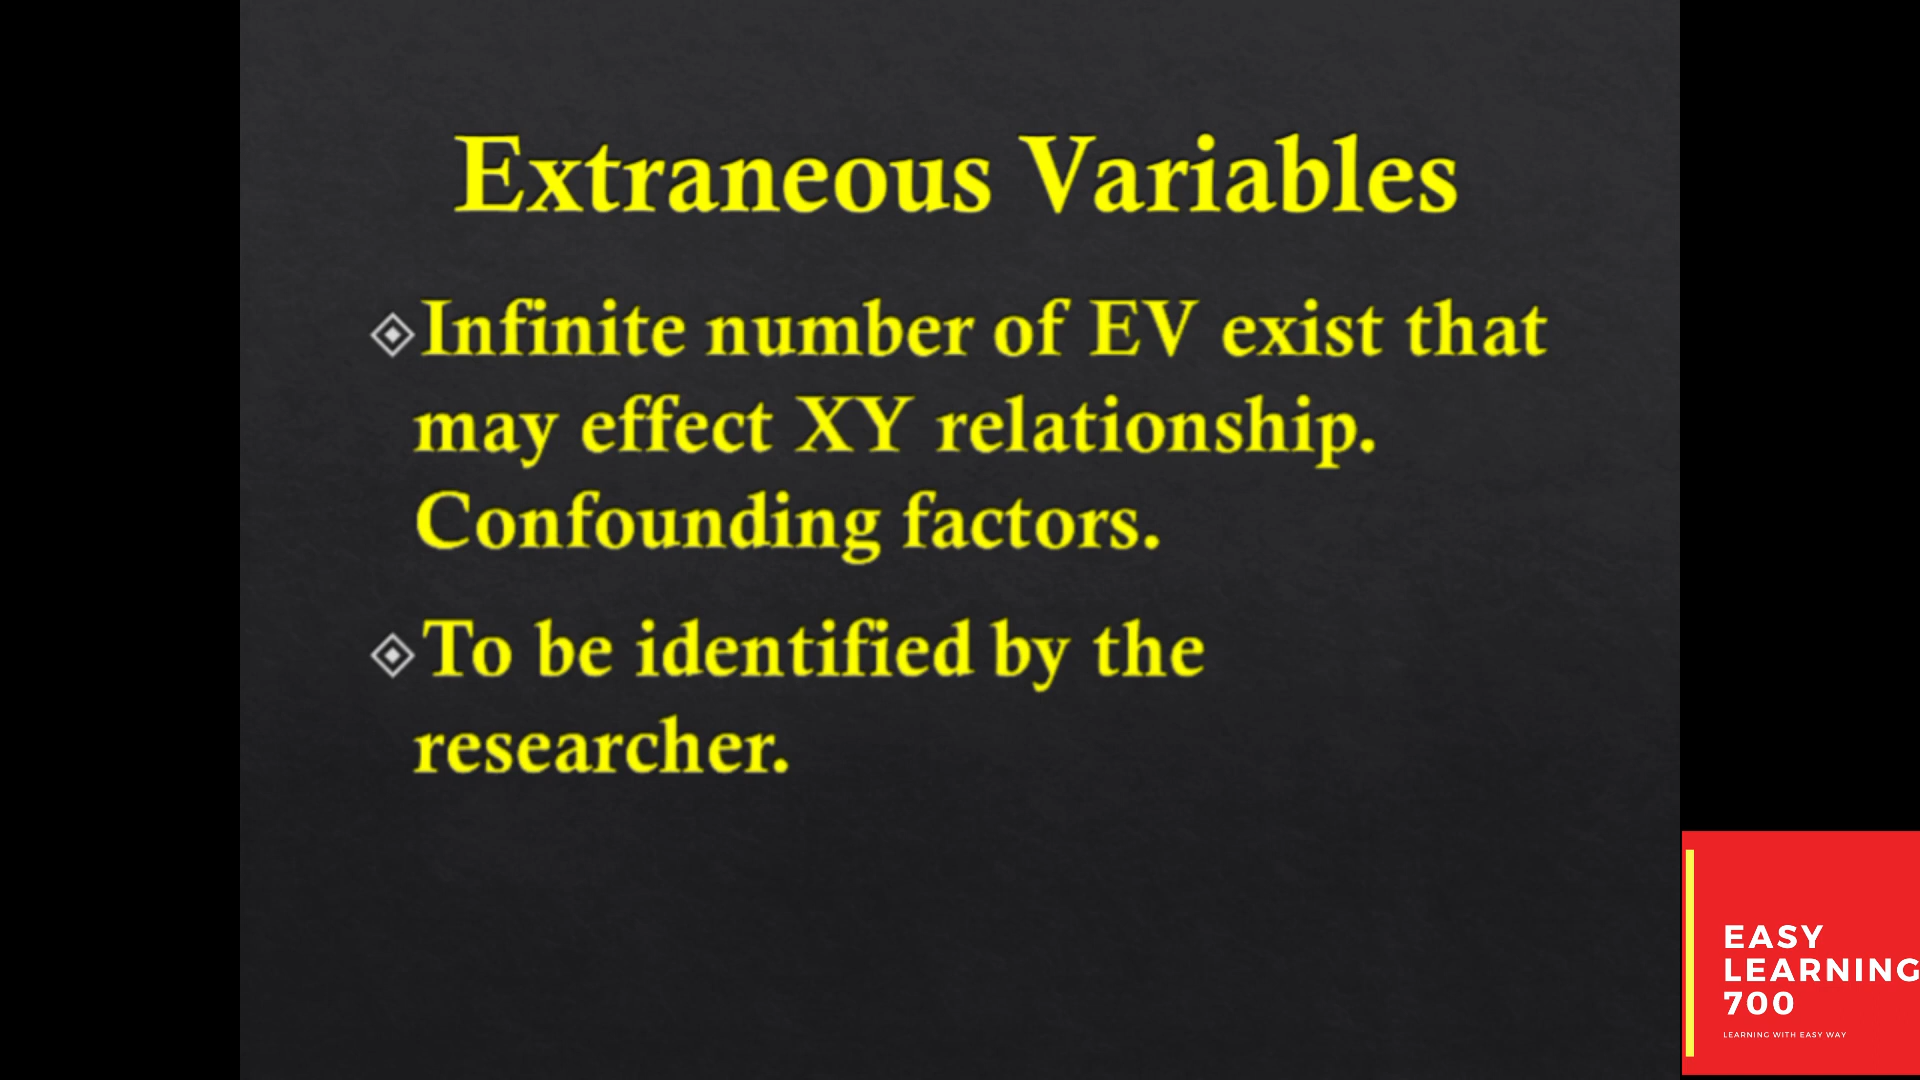 Extraneous Variables
Infinite number of EV exist that
may effect XY relationship.
Confounding factors.
To be identified by the
researcher.
EASY
LEARNING
700
LEARNING WITH EASY WAY